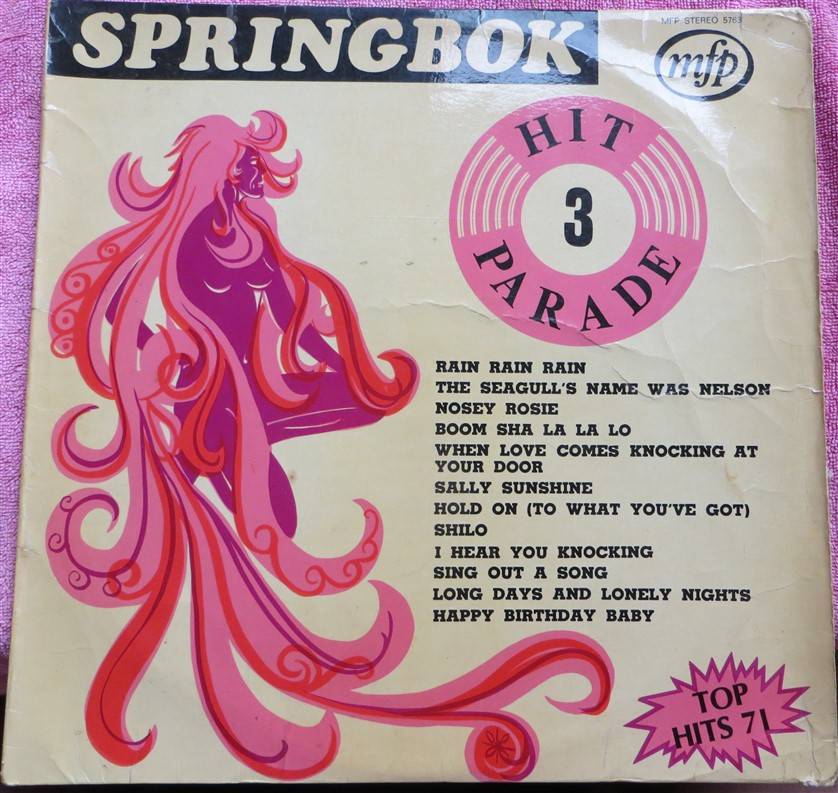 SPRINGBOK
MFP STEREO 5763
mfp
HIT
3
PARADE
RAIN RAIN RAIN
THE SEAGULL'S NAME WAS NELSON
NOSEY ROSIE
BOOM SHA LA LA LO
WHEN LOVE COMES KNOCKING AT
YOUR DOOR
SALLY SUNSHINE
HOLD ON (TO WHAT YOU'VE GOT)
SHILO
I HEAR YOU KNOCKING
SING OUT A SONG
LONG DAYS AND LONELY NIGHTS
HAPPY BIRTHDAY BABY
TOP
HITS 71